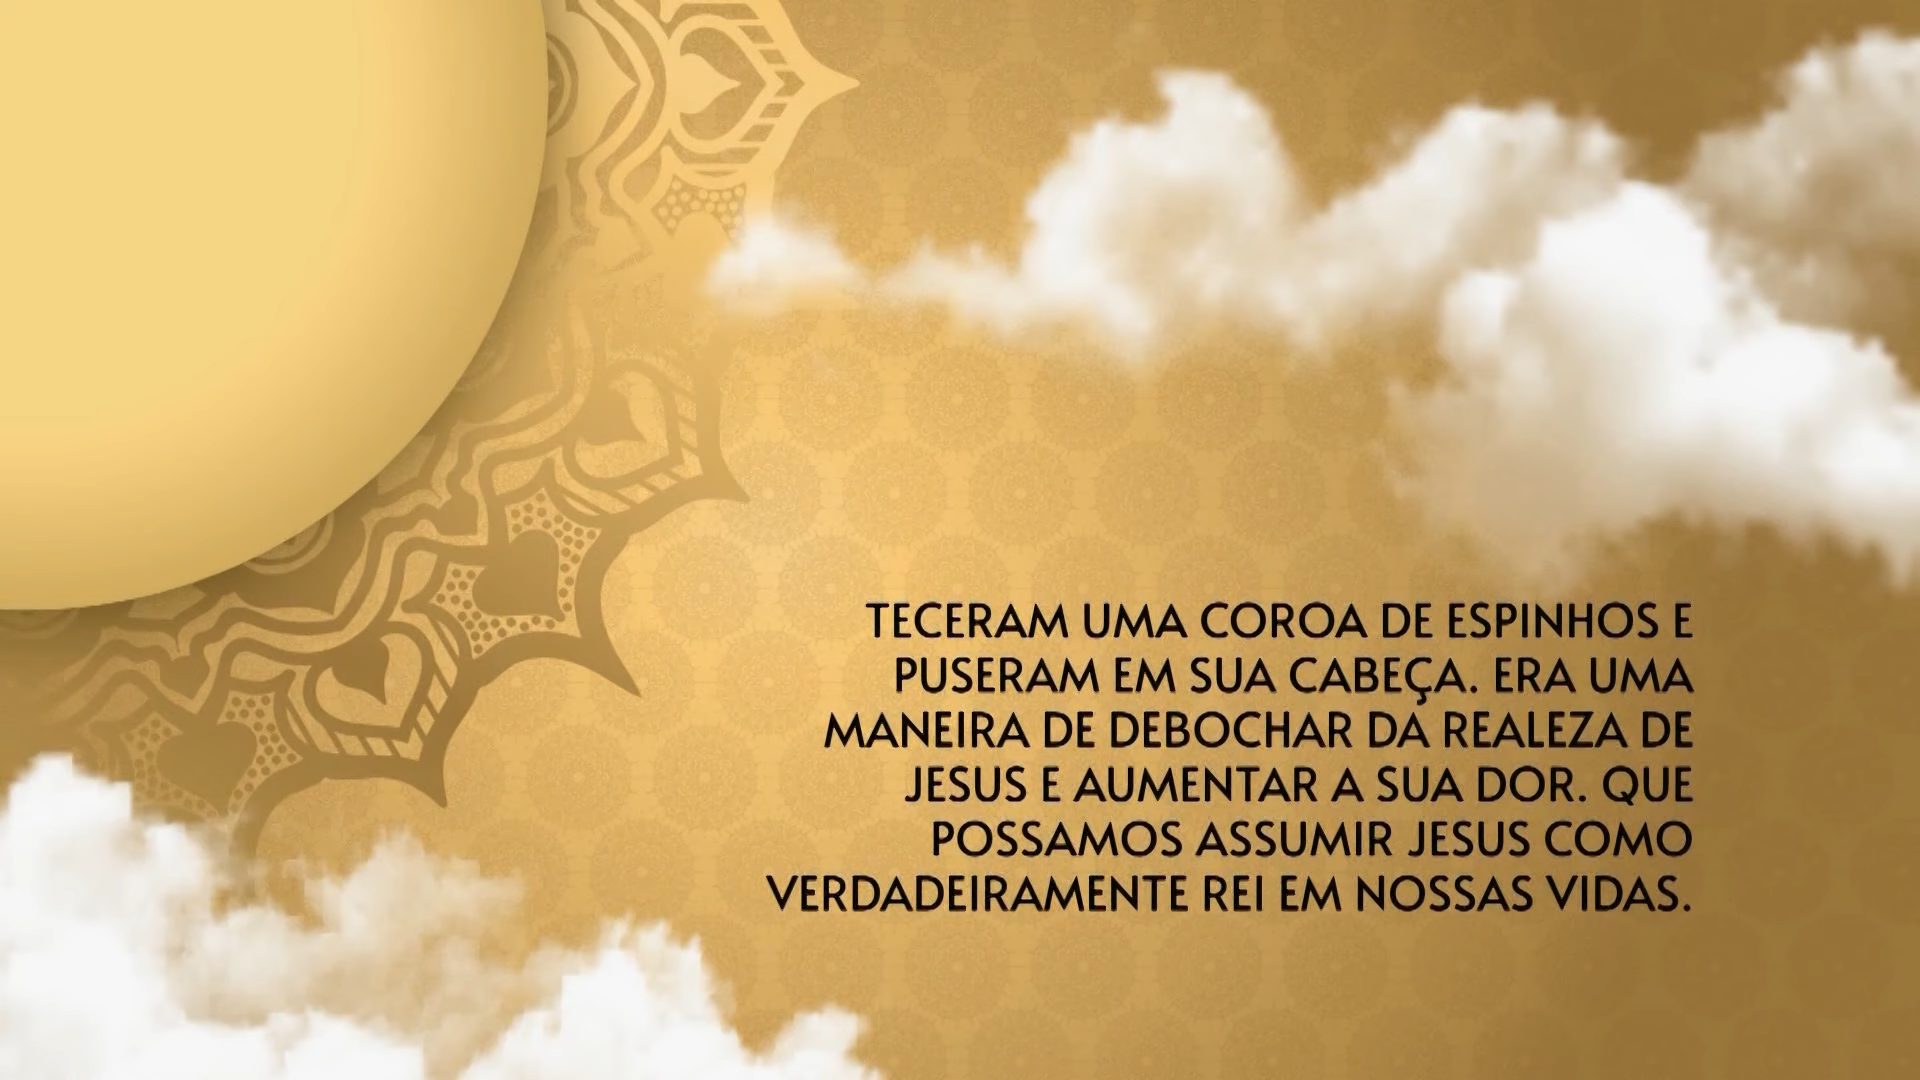 TECERAM UMA COROA DE ESPINHOS E
PUSERAM EM SUA CABEÇA. ERA UMA
MANEIRA DE DEBOCHAR DA REALEZA DE
JESUS E AUMENTAR A SUA DOR. QUE
POSSAMOS ASSUMIR JESUS COMO
VERDADEIRAMENTE REI EM NOSSAS VIDAS.